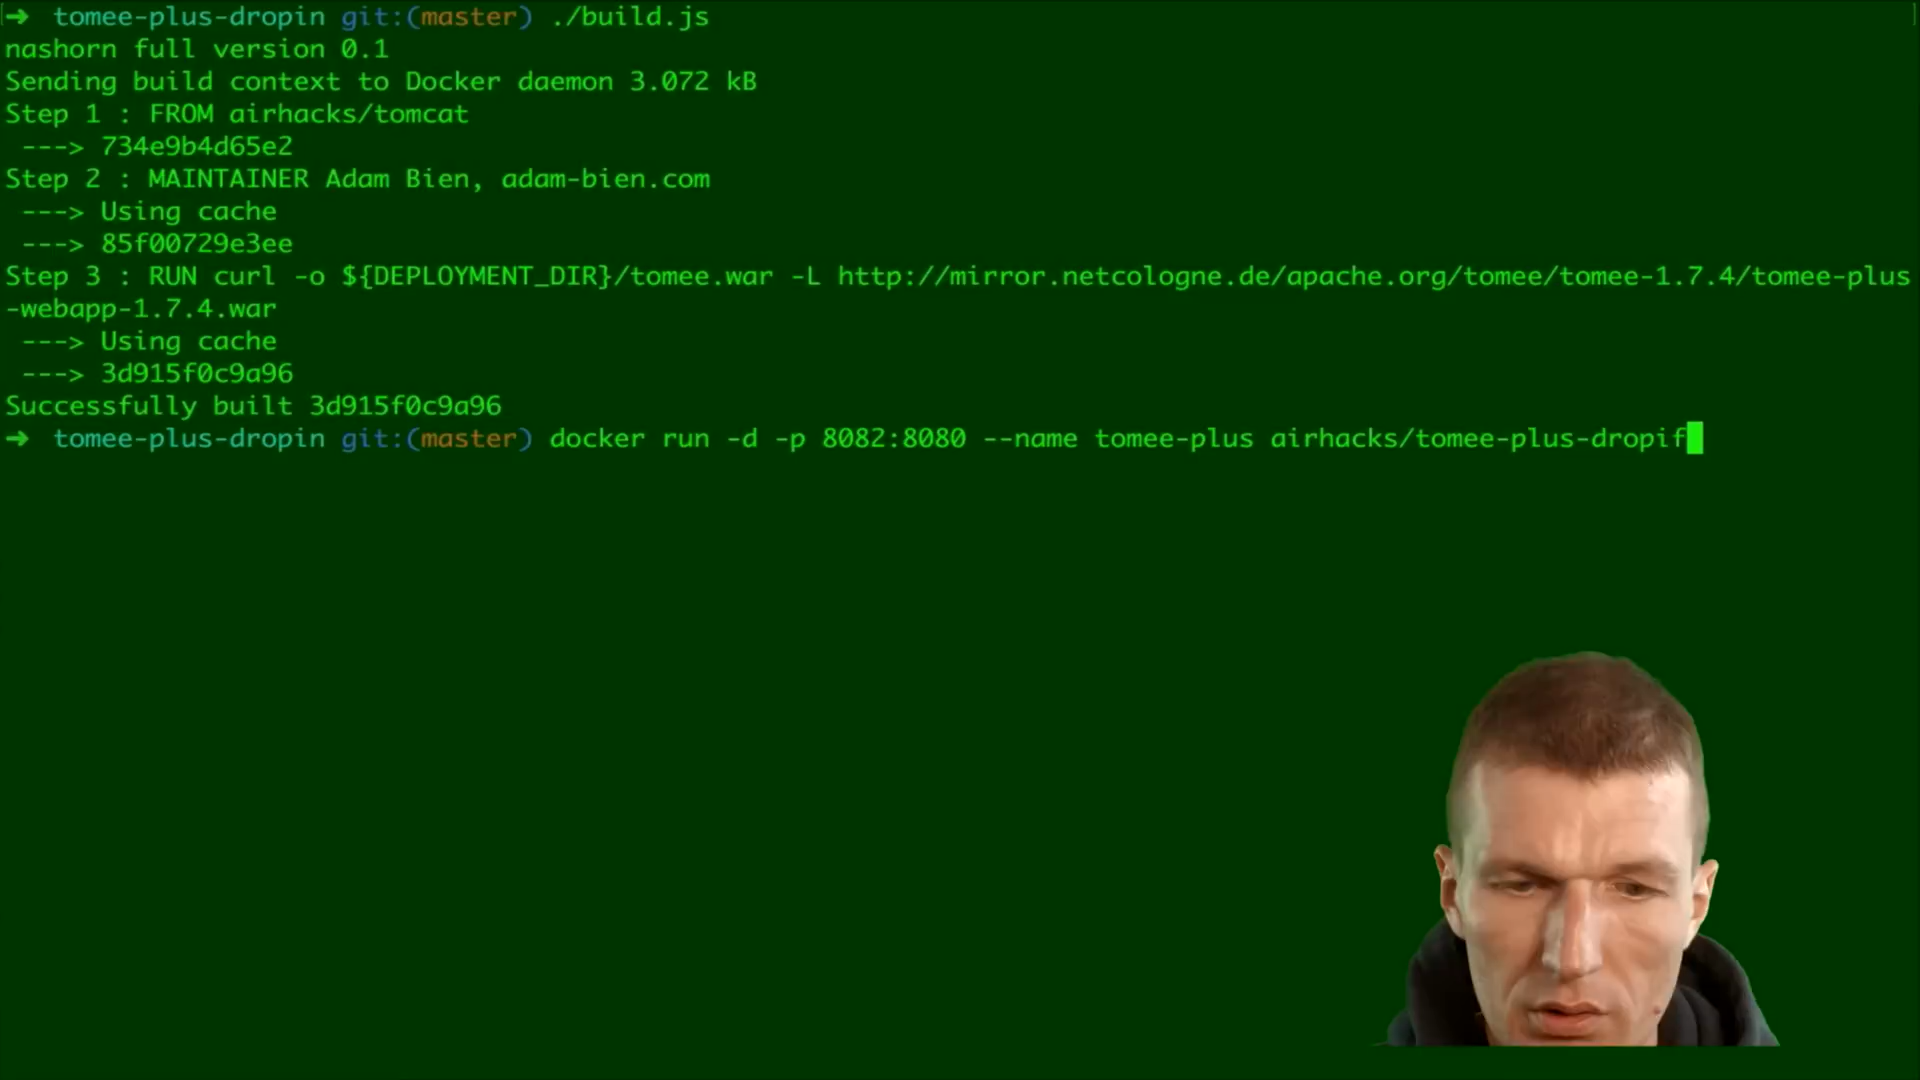 ➜ tomee-plus-dropin git:(master) ./build.js
nashorn full version 0.1
Sending build context to Docker daemon 3.072 kB
Step 1 : FROM airhacks/tomcat
---> 734e9b4d65e2
Step 2 : MAINTAINER Adam Bien, adam-bien.com
---> Using cache
---> 85f00729e3ee
Step 3 : RUN curl -o ${DEPLOYMENT_DIR}/tomee.war -L http://mirror.netcologne.de/apache.org/tomee/tomee-1.7.4/tomee-plus
-webapp-1.7.4.war
---> Using cache
---> 3d915f0c9a96
Successfully built 3d915f0c9a96
➜ tomee-plus-dropin git:(master) docker run -d -p 8082:8080 --name tomee-plus airhacks/tomee-plus-dropif